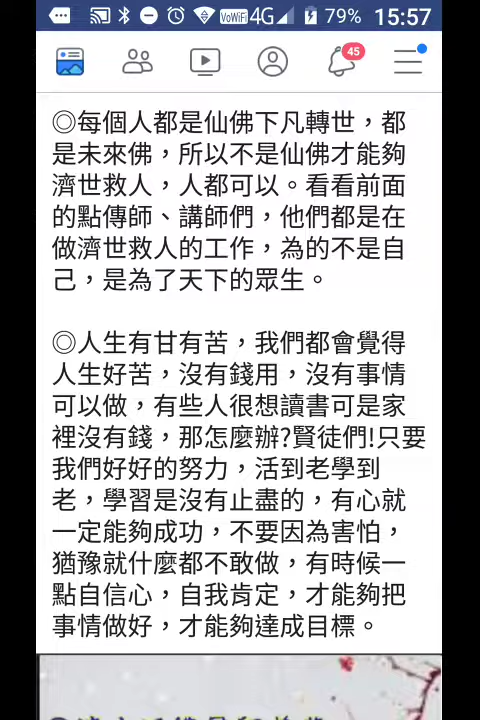 VoWiFi 4G 79% 15:57
45
◎每個人都是仙佛下凡轉世，都
是未來佛，所以不是仙佛才能夠
濟世救人，人都可以。看看前面
的點傳師、講師們，他們都是在
做濟世救人的工作，為的不是自
己，是為了天下的眾生。
◎人生有甘有苦，我們都會覺得
人生好苦，沒有錢用，沒有事情
可以做，有些人很想讀書可是家
裡沒有錢，那怎麼辦?賢徒們!只要
我們好好的努力，活到老學到
老，學習是沒有止盡的，有心就
一定能夠成功，不要因為害怕，
猶豫就什麼都不敢做，有時候一
點自信心，自我肯定，才能夠把
事情做好，才能夠達成目標。